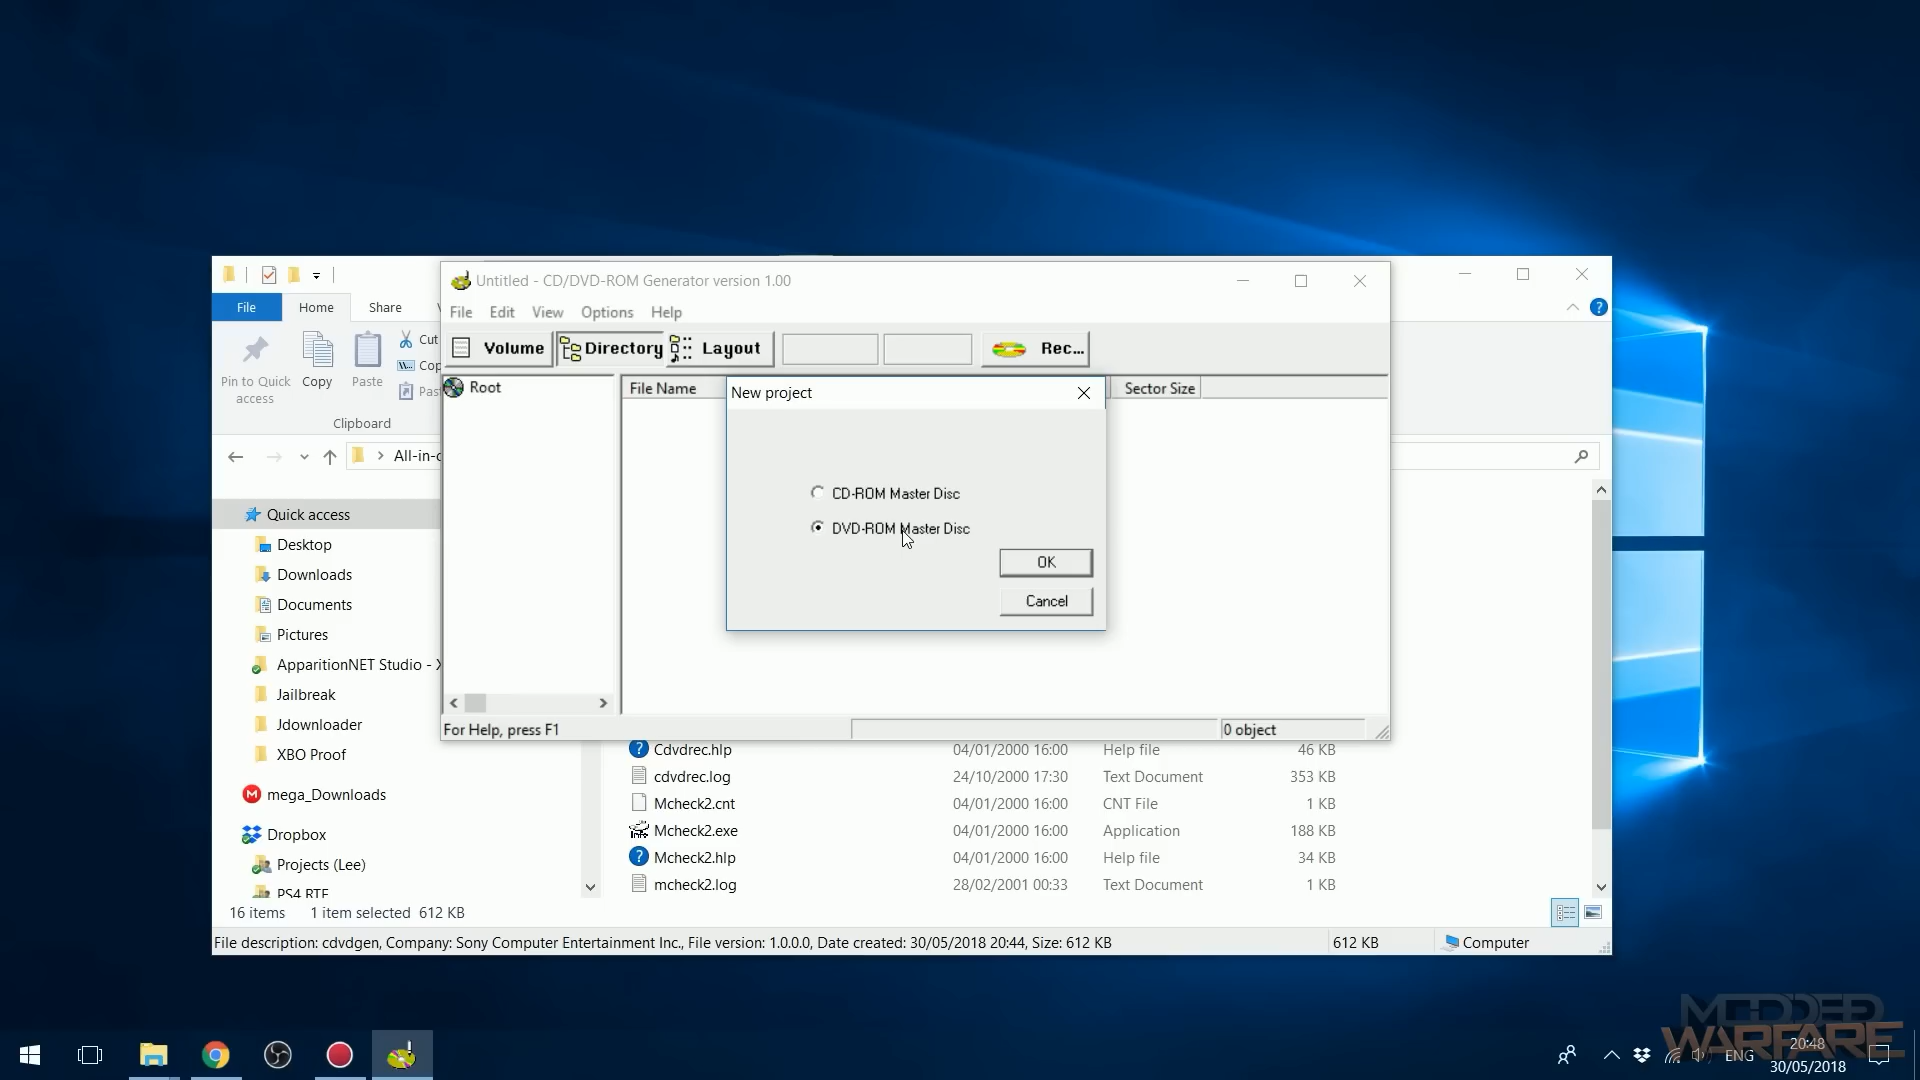 Untitled - CD/DVD-ROM Generator version 1.00
File Home Share
File Edit View Options Help
Pin to Quick access
Copy
Paste
Cut
Cop
Pas
Clipboard
Volume Directory Layout Rec...
Root
File Name Sector Size
New project
CD-ROM Master Disc
DVD-ROM Master Disc
OK
Cancel
For Help, press F1
0 object
All-in-
Quick access
Desktop
Downloads
Documents
Pictures
ApparitionNET Studio - X
Jailbreak
Jdownloader
XBO Proof
M mega_Downloads
Dropbox
Projects (Lee)
PS4 RTE
Cdvdrec.hlp 04/01/2000 16:00 Help file 46 KB
cdvdrec.log 24/10/2000 17:30 Text Document 353 KB
Mcheck2.cnt 04/01/2000 16:00 CNT File 1 KB
Mcheck2.exe 04/01/2000 16:00 Application 188 KB
Mcheck2.hlp 04/01/2000 16:00 Help file 34 KB
mcheck2.log 28/02/2001 00:33 Text Document 1 KB
16 items 1 item selected 612 KB
File description: cdvdgen, Company: Sony Computer Entertainment Inc., File version: 1.0.0.0, Date created: 30/05/2018 20:44, Size: 612 KB
612 KB
Computer
MODDED
WARFARE
ENG
20:48
30/05/2018